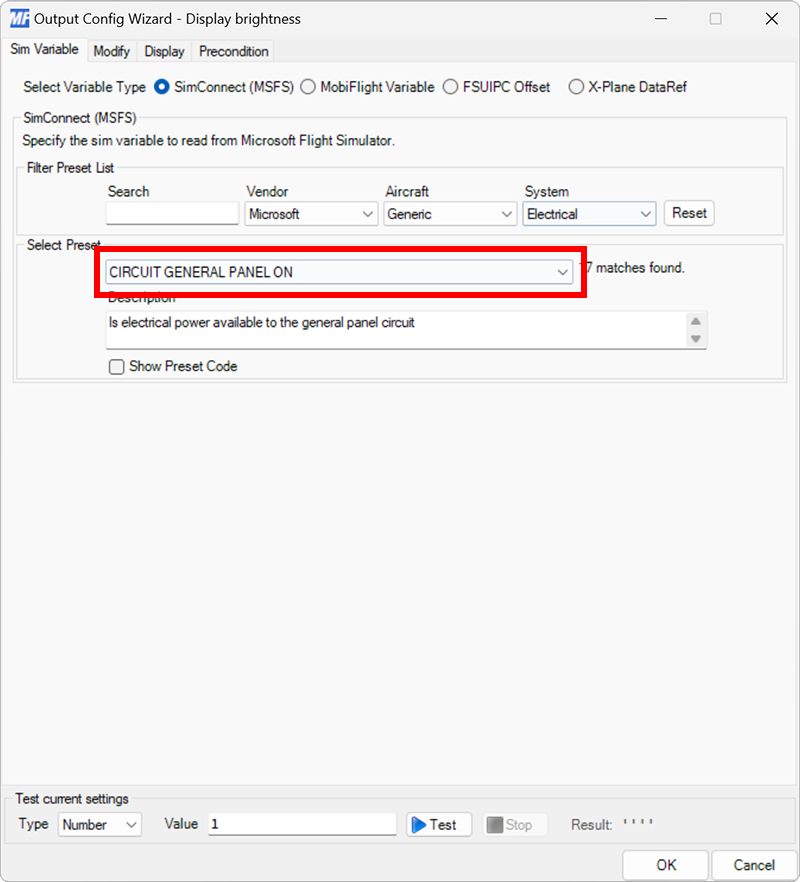 MF Output Config Wizard - Display brightness
Sim Variable Modify Display Precondition
Select Variable Type SimConnect (MSFS) MobiFlight Variable FSUIPC Offset X-Plane DataRef
SimConnect (MSFS)
Specify the sim variable to read from Microsoft Flight Simulator.
Filter Preset List
Search Vendor Aircraft System
Microsoft Generic Electrical Reset
Select Preset
CIRCUIT GENERAL PANEL ON
7 matches found.
Description
Is electrical power available to the general panel circuit
Show Preset Code
Test current settings
Type Number Value 1 Test Stop Result: ' ' ' '
OK Cancel